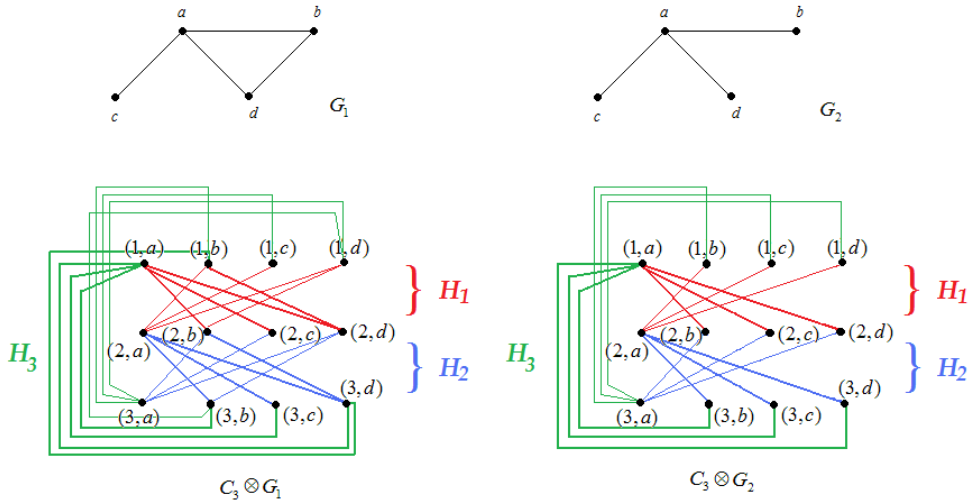 a b a b
c d G₁ c d G₂
(1,a) (1,b) (1,c) (1,d) (1,a) (1,b) (1,c) (1,d)
} H₁ } H₁
(2,a) (2,b) (2,c) (2,d) (2,a) (2,b) (2,c) (2,d)
H₃ } H₂ H₃ } H₂
(3,a) (3,b) (3,c) (3,d) (3,a) (3,b) (3,c) (3,d)
C₃ ⊗ G₁ C₃ ⊗ G₂